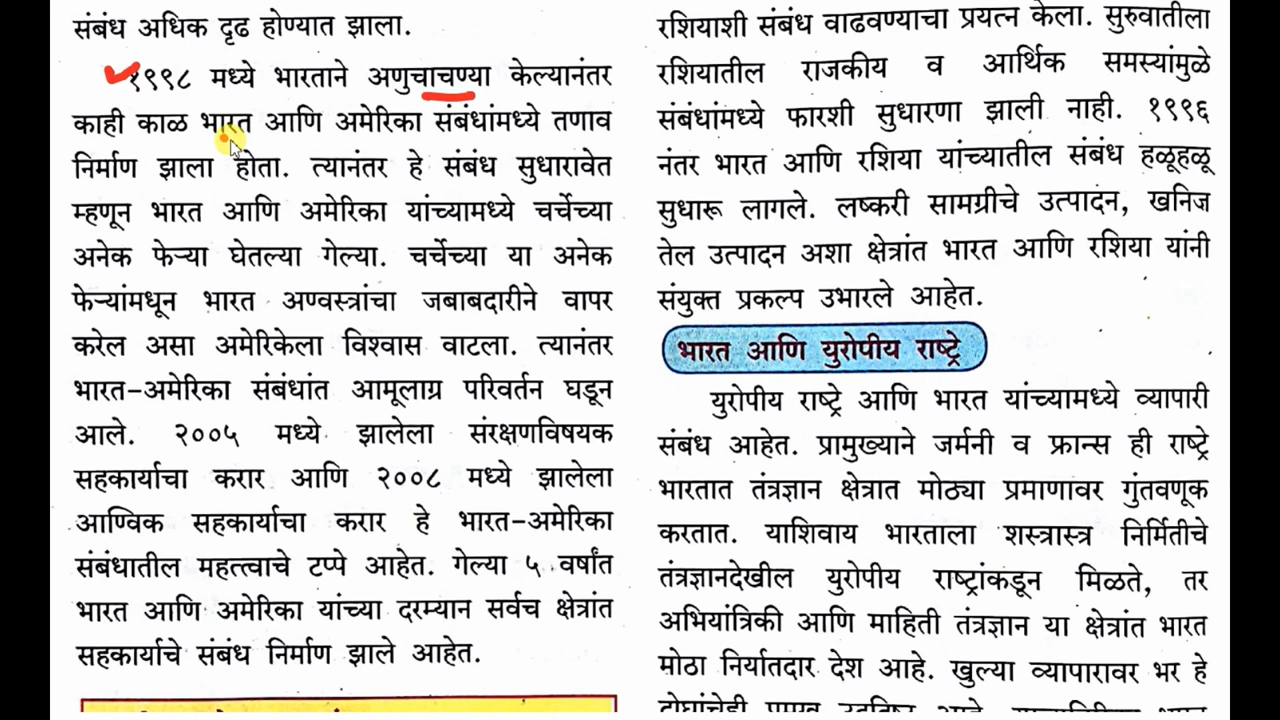 संबंध अधिक दृढ होण्यात झाला.
१९९८ मध्ये भारताने अणुचाचण्या केल्यानंतर
काही काळ भारत आणि अमेरिका संबंधांमध्ये तणाव
निर्माण झाला होता. त्यानंतर हे संबंध सुधारावेत
म्हणून भारत आणि अमेरिका यांच्यामध्ये चर्चेच्या
अनेक फेऱ्या घेतल्या गेल्या. चर्चेच्या या अनेक
फेऱ्यांमधून भारत अण्वस्त्रांचा जबाबदारीने वापर
करेल असा अमेरिकेला विश्वास वाटला. त्यानंतर
भारत-अमेरिका संबंधांत आमूलाग्र परिवर्तन घडून
आले. २००५ मध्ये झालेला संरक्षणविषयक
सहकार्याचा करार आणि २००८ मध्ये झालेला
आण्विक सहकार्याचा करार हे भारत-अमेरिका
संबंधातील महत्त्वाचे टप्पे आहेत. गेल्या ५ वर्षांत
भारत आणि अमेरिका यांच्या दरम्यान सर्वच क्षेत्रांत
सहकार्याचे संबंध निर्माण झाले आहेत.
रशियाशी संबंध वाढवण्याचा प्रयत्न केला. सुरुवातीला
रशियातील राजकीय व आर्थिक समस्यांमुळे
संबंधांमध्ये फारशी सुधारणा झाली नाही. १९९६
नंतर भारत आणि रशिया यांच्यातील संबंध हळूहळू
सुधारू लागले. लष्करी सामग्रीचे उत्पादन, खनिज
तेल उत्पादन अशा क्षेत्रांत भारत आणि रशिया यांनी
संयुक्त प्रकल्प उभारले आहेत.
भारत आणि युरोपीय राष्ट्रे
युरोपीय राष्ट्रे आणि भारत यांच्यामध्ये व्यापारी
संबंध आहेत. प्रामुख्याने जर्मनी व फ्रान्स ही राष्ट्रे
भारतात तंत्रज्ञान क्षेत्रात मोठ्या प्रमाणावर गुंतवणूक
करतात. याशिवाय भारताला शस्त्रास्त्र निर्मितीचे
तंत्रज्ञानदेखील युरोपीय राष्ट्रांकडून मिळते, तर
अभियांत्रिकी आणि माहिती तंत्रज्ञान या क्षेत्रांत भारत
मोठा निर्यातदार देश आहे. खुल्या व्यापारावर भर हे